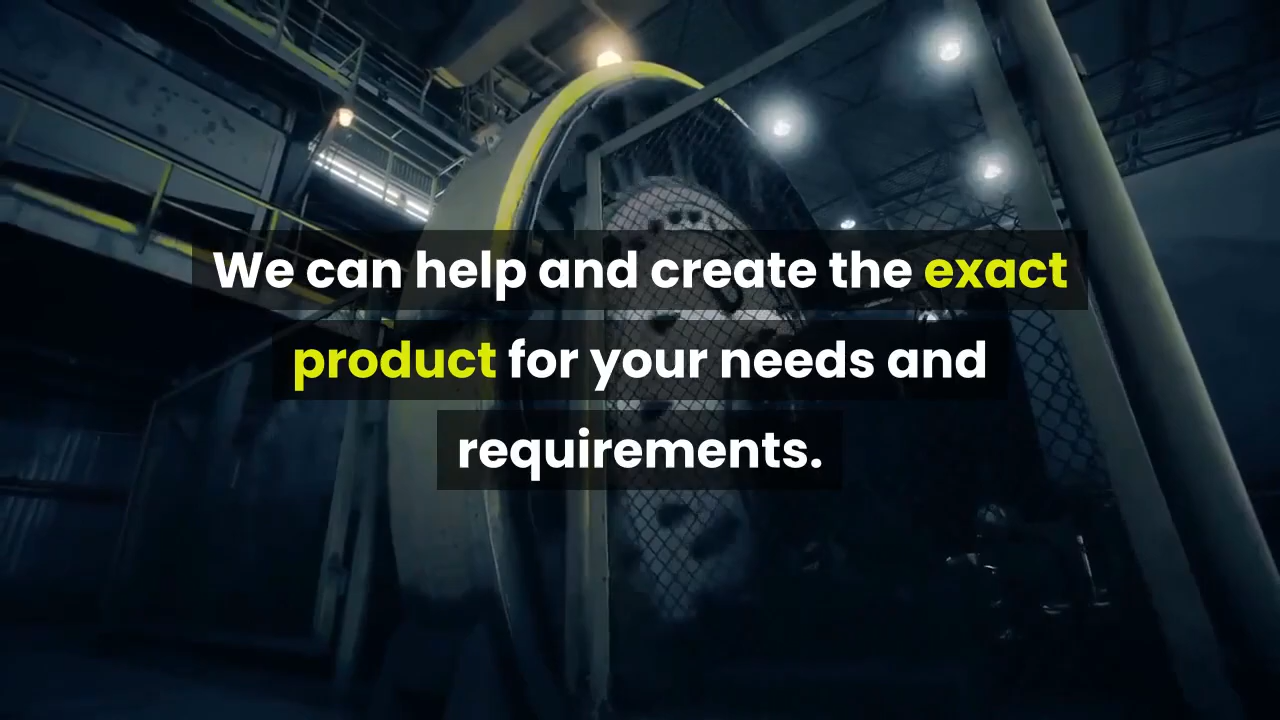 We can help and create the exact
product for your needs and
requirements.